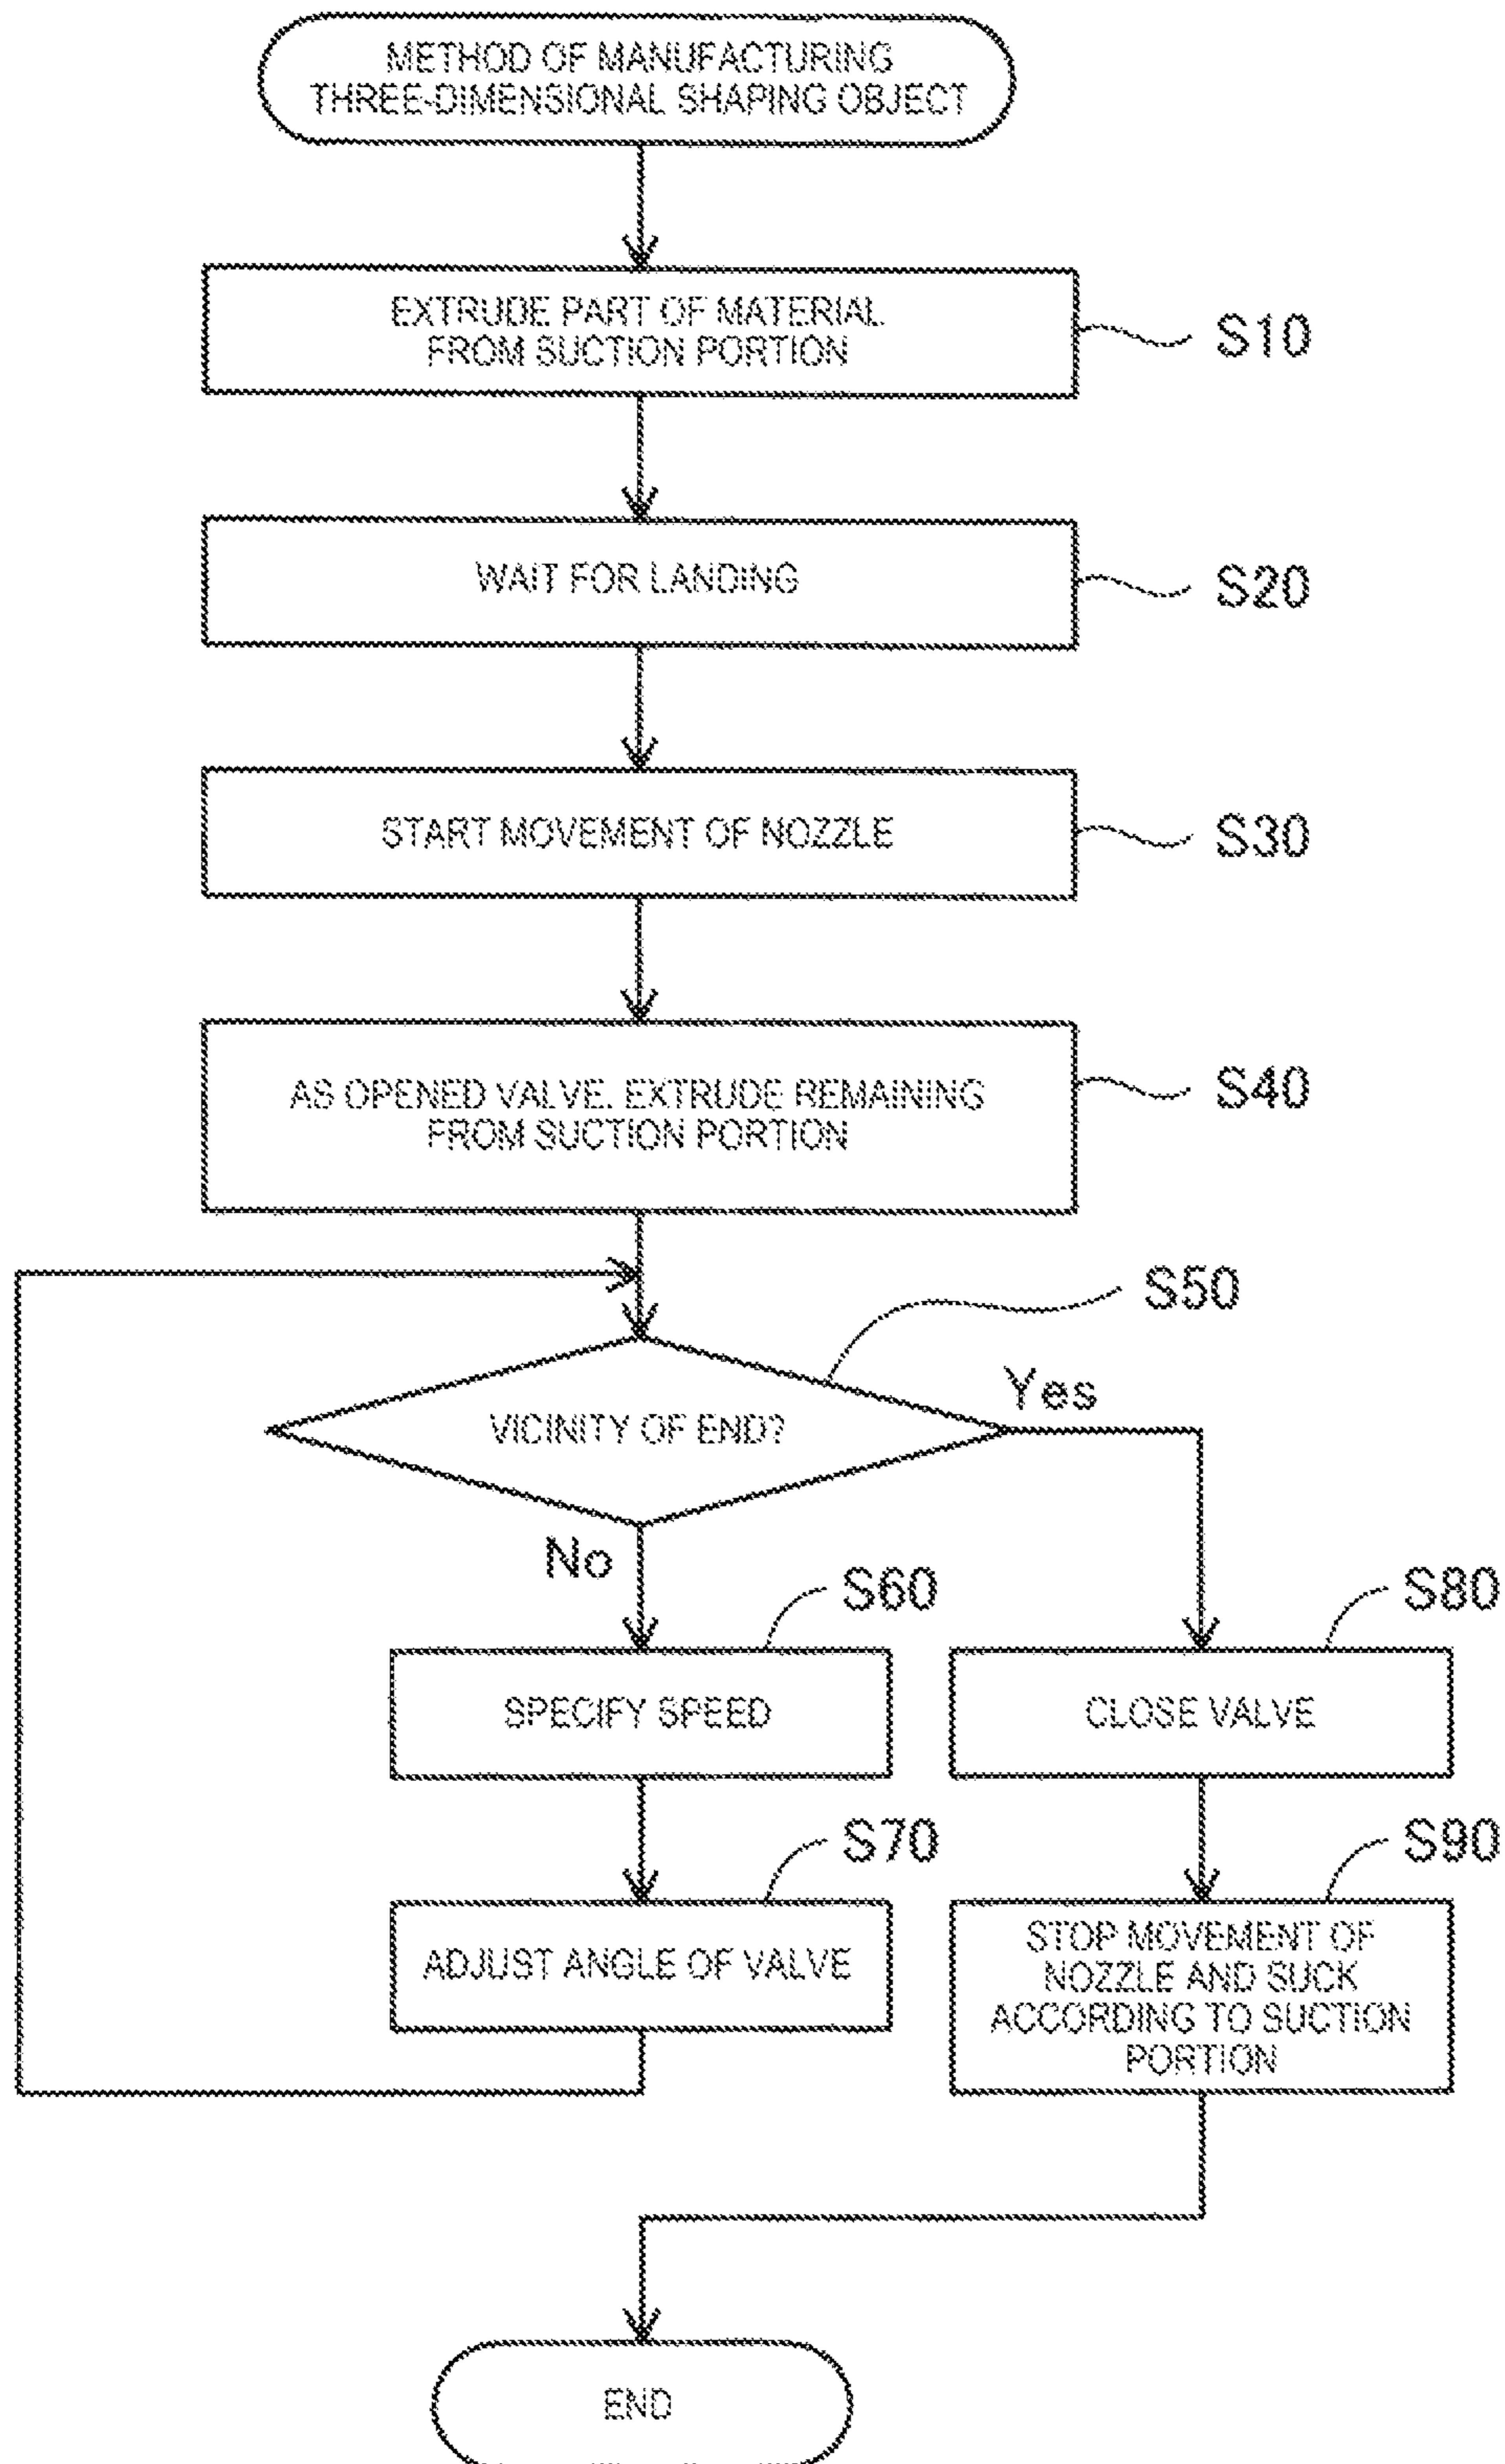 METHOD OF MANUFACTURING
THREE-DIMENSIONAL SHAPING OBJECT
EXTRUDE PART OF MATERIAL
FROM SUCTION PORTION
S10
WAIT FOR LANDING
S20
START MOVEMENT OF NOZZLE
S30
AS OPENED VALVE, EXTRUDE REMAINING
FROM SUCTION PORTION
S40
S50
VICINITY OF END?
Yes
No
S60
SPECIFY SPEED
S70
ADJUST ANGLE OF VALVE
S80
CLOSE VALVE
S90
STOP MOVEMENT OF
NOZZLE AND SUCK
ACCORDING TO SUCTION
PORTION
END